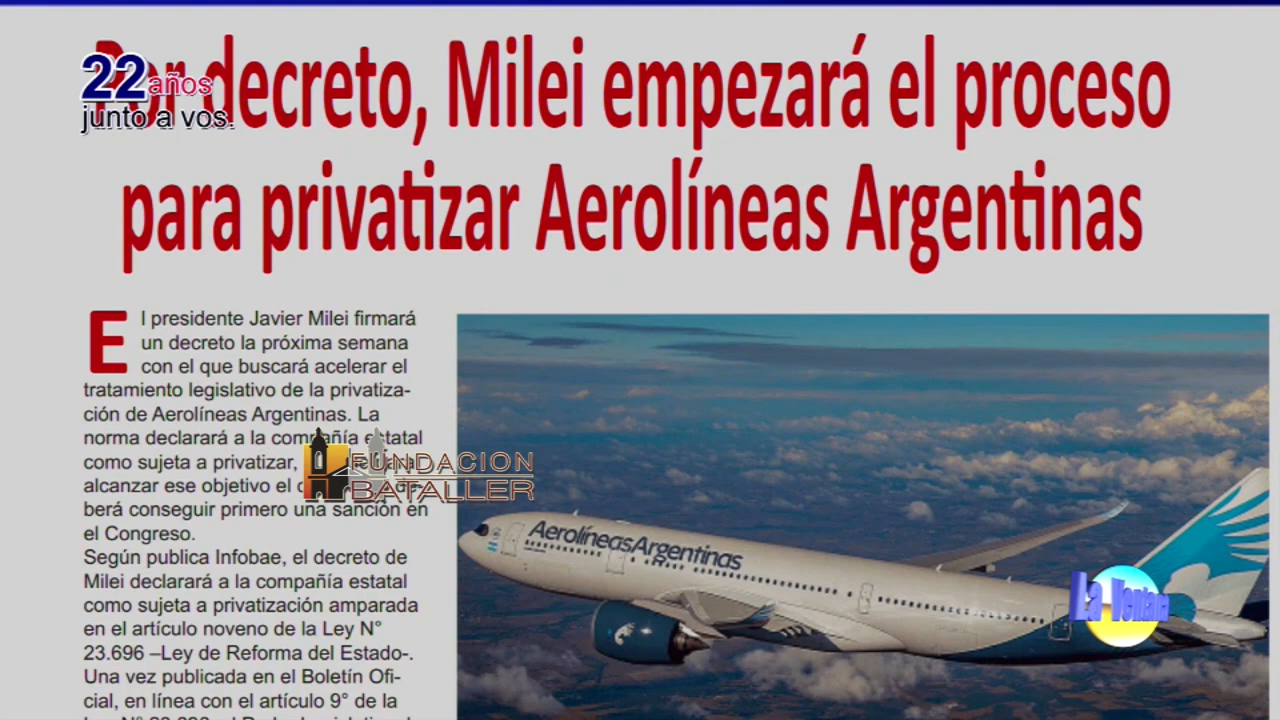 22 años
junto a vos.
Por decreto, Milei empezará el proceso
para privatizar Aerolíneas Argentinas
El presidente Javier Milei firmará
un decreto la próxima semana
con el que buscará acelerar el
tratamiento legislativo de la privatiza-
ción de Aerolíneas Argentinas. La
norma declarará a la compañía estatal
como sujeta a privatizar,
alcanzar ese objetivo el
berá conseguir primero una sanción en
el Congreso.
Según publica Infobae, el decreto de
Milei declarará a la compañía estatal
como sujeta a privatización amparada
en el artículo noveno de la Ley N°
23.696 –Ley de Reforma del Estado-.
Una vez publicada en el Boletín Ofi-
cial, en línea con el artículo 9° de la
FUNDACION
BATALLER
AerolíneasArgentinas
La Ventana